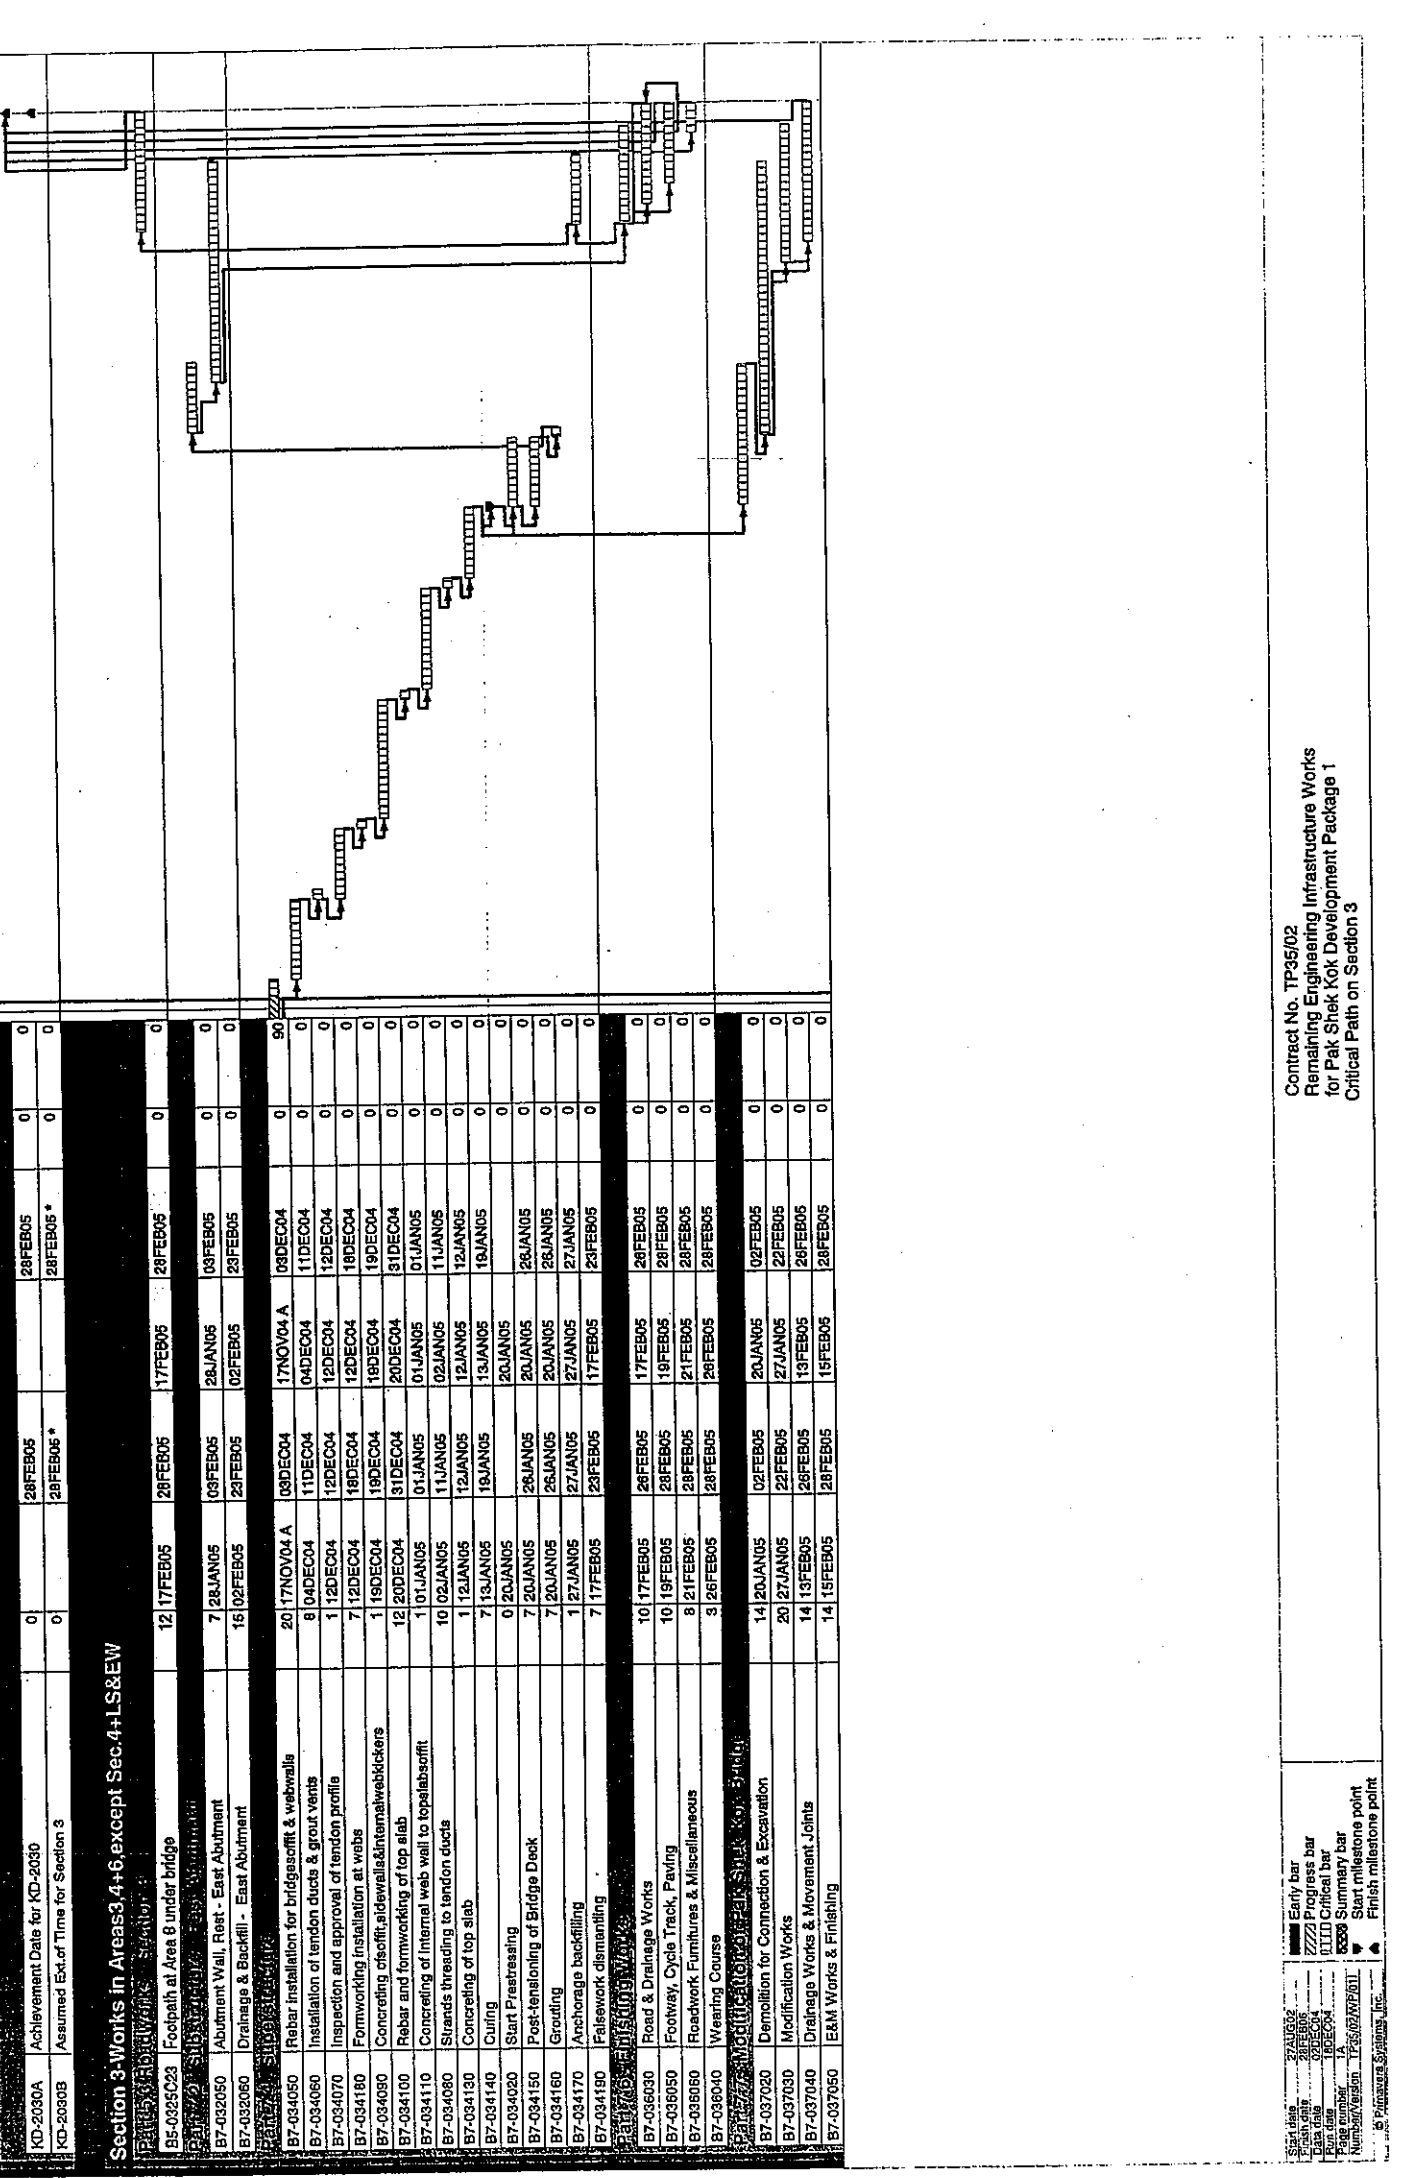 KD-2030A Achievement Date for KD-2030 0 28FEB05 28FEB05 0 0
KD-2030B Assumed Ext.of Time for Section 3 0 28FEB05* 28FEB05* 0 0
Section 3-Works in Areas3,4+6,except Sec.4+LS&EW
B5-0325C23 Footpath at Area B under bridge 12 17FEB05 28FEB05 17FEB05 28FEB05 0 0
B7-032050 Abutment Wall, Rest - East Abutment 7 28JAN05 03FEB05 28JAN05 03FEB05 0 0
B7-032060 Drainage & Backfill - East Abutment 15 02FEB05 23FEB05 02FEB05 23FEB05 0 0
B7-034050 Rebar installation for bridgesoffit & webwalls 20 17NOV04 A 03DEC04 17NOV04 A 03DEC04 0 90
B7-034060 Installation of tendon ducts & grout vents 8 04DEC04 11DEC04 04DEC04 11DEC04 0 0
B7-034070 Inspection and approval of tendon profile 1 12DEC04 12DEC04 12DEC04 12DEC04 0 0
B7-034180 Formworking installation at webs 7 12DEC04 18DEC04 12DEC04 18DEC04 0 0
B7-034090 Concreting ofsoffit,sidewalls&internalwebkickers 1 19DEC04 19DEC04 19DEC04 19DEC04 0 0
B7-034100 Rebar and formworking of top slab 12 20DEC04 31DEC04 20DEC04 31DEC04 0 0
B7-034110 Concreting of internal web wall to topslabsoffit 1 01JAN05 01JAN05 01JAN05 01JAN05 0 0
B7-034080 Strands threading to tendon ducts 10 02JAN05 11JAN05 02JAN05 11JAN05 0 0
B7-034130 Concreting of top slab 1 12JAN05 12JAN05 12JAN05 12JAN05 0 0
B7-034140 Curing 7 13JAN05 19JAN05 13JAN05 19JAN05 0 0
B7-034020 Start Prestressing 0 20JAN05 20JAN05 0 0
B7-034150 Post-tensioning of Bridge Deck 7 20JAN05 26JAN05 20JAN05 26JAN05 0 0
B7-034160 Grouting 7 20JAN05 26JAN05 20JAN05 26JAN05 0 0
B7-034170 Anchorage backfilling 1 27JAN05 27JAN05 27JAN05 27JAN05 0 0
B7-034190 Falsework dismantling 7 17FEB05 23FEB05 17FEB05 23FEB05 0 0
B7-036030 Road & Drainage Works 10 17FEB05 26FEB05 17FEB05 26FEB05 0 0
B7-036050 Footway, Cycle Track, Paving 10 19FEB05 28FEB05 19FEB05 28FEB05 0 0
B7-036060 Roadwork Furnitures & Miscellaneous 8 21FEB05 28FEB05 21FEB05 28FEB05 0 0
B7-036040 Wearing Course 3 26FEB05 28FEB05 26FEB05 28FEB05 0 0
B7-037020 Demolition for Connection & Excavation 14 20JAN05 02FEB05 20JAN05 02FEB05 0 0
B7-037030 Modification Works 20 27JAN05 22FEB05 27JAN05 22FEB05 0 0
B7-037040 Drainage Works & Movement Joints 14 13FEB05 26FEB05 13FEB05 26FEB05 0 0
B7-037050 E&M Works & Finishing 14 15FEB05 28FEB05 15FEB05 28FEB05 0 0
Start date 27AUG02
Finish date 28FEB05
Data date 02DEC04
Run date 18DEC04
Page number 1A
Number/Version TP35/02/WP/011
© Primavera Systems, Inc.
Early bar
Progress bar
Critical bar
Summary bar
Start milestone point
Finish milestone point
Contract No. TP35/02
Remaining Engineering Infrastructure Works
for Pak Shek Kok Development Package 1
Critical Path on Section 3